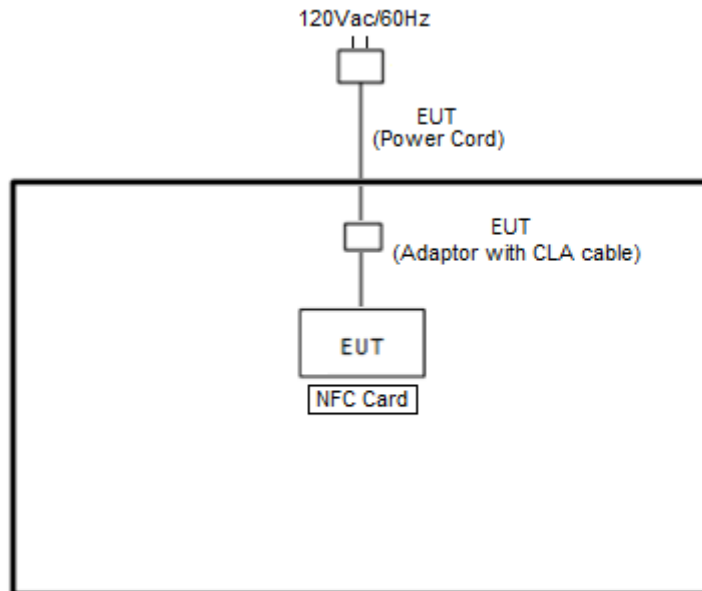 120Vac/60Hz
EUT
(Power Cord)
EUT
(Adaptor with CLA cable)
EUT
NFC Card